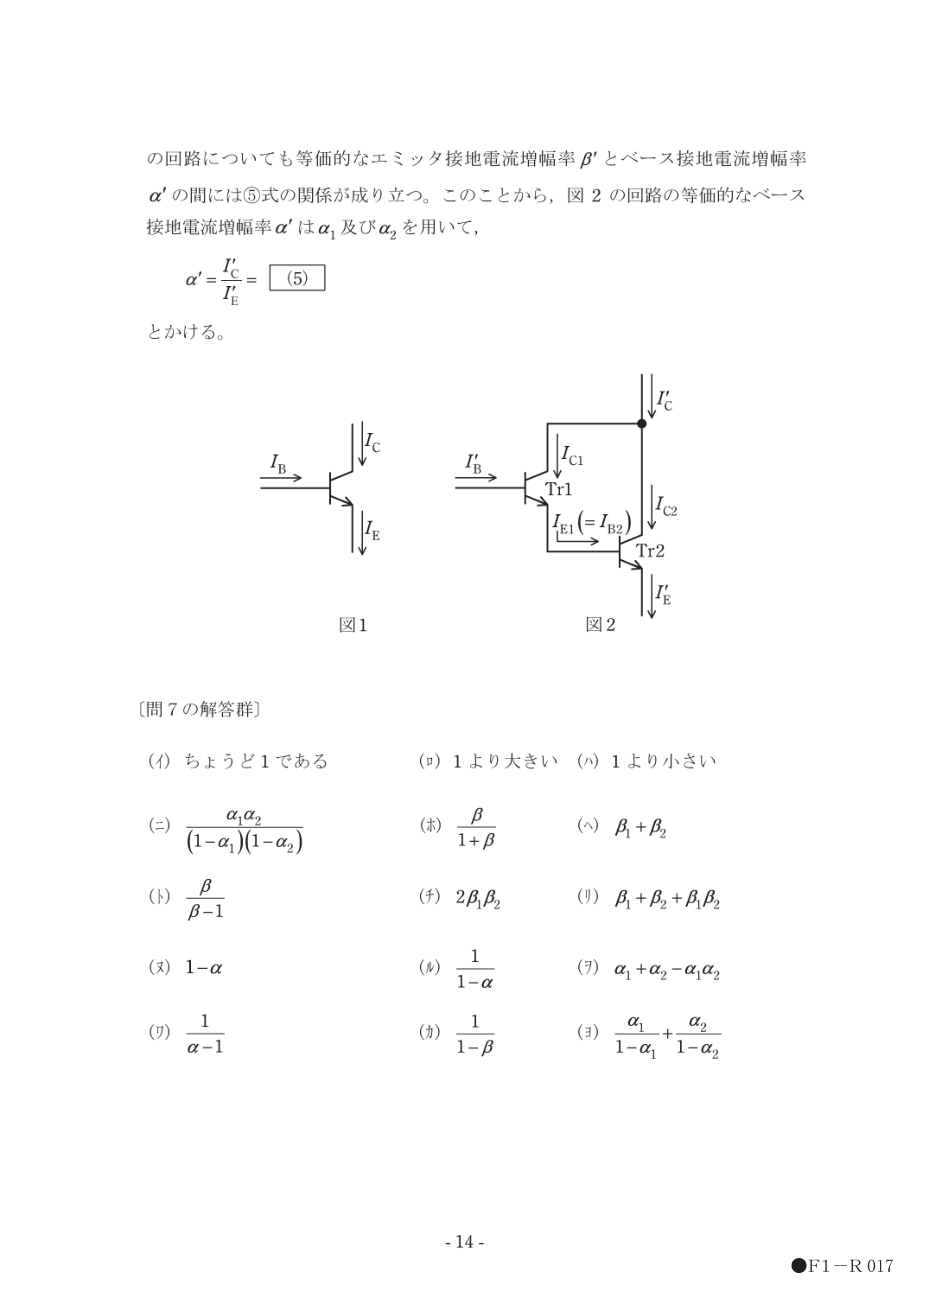 の回路についても等価的なエミッタ接地電流増幅率 β′ とベース接地電流増幅率
α′ の間には⑤式の関係が成り立つ。このことから，図 2 の回路の等価的なベース
接地電流増幅率 α′ は α₁ 及び α₂ を用いて，
α′ = I′C / I′E = (5)
とかける。
IB
IC
IE
図1
I′C
I′B
IC1
Tr1
IE1(= IB2)
IC2
Tr2
I′E
図2
〔問７の解答群〕
(ｲ) ちょうど 1 である (ﾛ) 1 より大きい (ﾊ) 1 より小さい
(ﾆ) α₁α₂ / (1−α₁)(1−α₂) (ﾎ) β / 1+β (ﾍ) β₁+β₂
(ﾄ) β / β−1 (ﾁ) 2β₁β₂ (ﾘ) β₁+β₂+β₁β₂
(ﾇ) 1−α (ﾙ) 1 / 1−α (ｦ) α₁+α₂−α₁α₂
(ﾜ) 1 / α−1 (ｶ) 1 / 1−β (ﾖ) α₁ / 1−α₁ + α₂ / 1−α₂
- 14 -
●F1－R 017